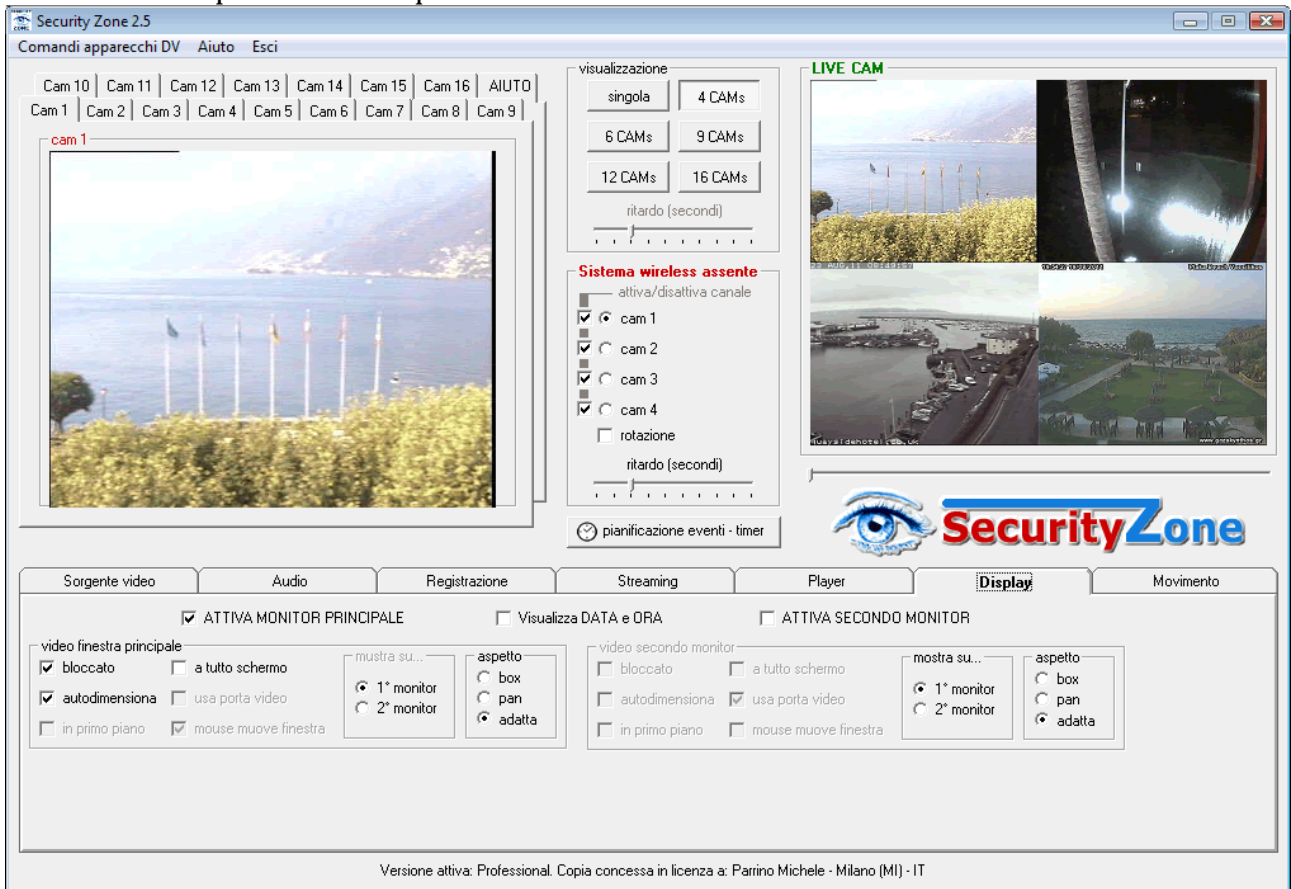 Security Zone 2.5
Comandi apparecchi DV Aiuto Esci
Cam 10 Cam 11 Cam 12 Cam 13 Cam 14 Cam 15 Cam 16 AIUTO
Cam 1 Cam 2 Cam 3 Cam 4 Cam 5 Cam 6 Cam 7 Cam 8 Cam 9
cam 1
visualizzazione
singola 4 CAMs
6 CAMs 9 CAMs
12 CAMs 16 CAMs
ritardo (secondi)
Sistema wireless assente
attiva/disattiva canale
cam 1
cam 2
cam 3
cam 4
rotazione
ritardo (secondi)
pianificazione eventi - timer
LIVE CAM
SecurityZone
Sorgente video Audio Registrazione Streaming Player Display Movimento
ATTIVA MONITOR PRINCIPALE Visualizza DATA e ORA ATTIVA SECONDO MONITOR
video finestra principale
bloccato a tutto schermo
autodimensiona usa porta video
in primo piano mouse muove finestra
mustra su...
1° monitor
2° monitor
aspetto
box
pan
adatta
video secondo monitor
bloccato a tutto schermo
autodimensiona usa porta video
in primo piano mouse muove finestra
mostra su...
1° monitor
2° monitor
aspetto
box
pan
adatta
Versione attiva: Professional. Copia concessa in licenza a: Parrino Michele - Milano (MI) - IT